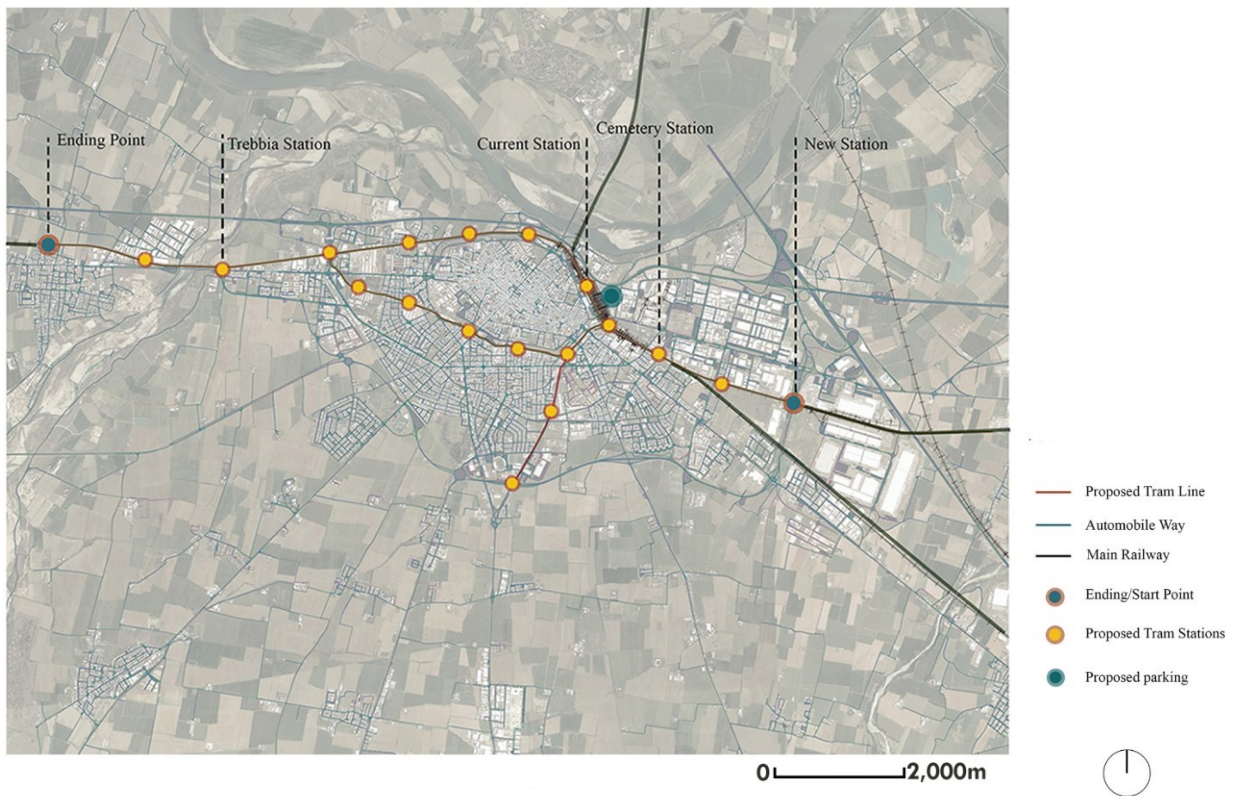 Ending Point
Trebbia Station
Current Station
Cemetery Station
New Station
Proposed Tram Line
Automobile Way
Main Railway
Ending/Start Point
Proposed Tram Stations
Proposed parking
0 2,000m